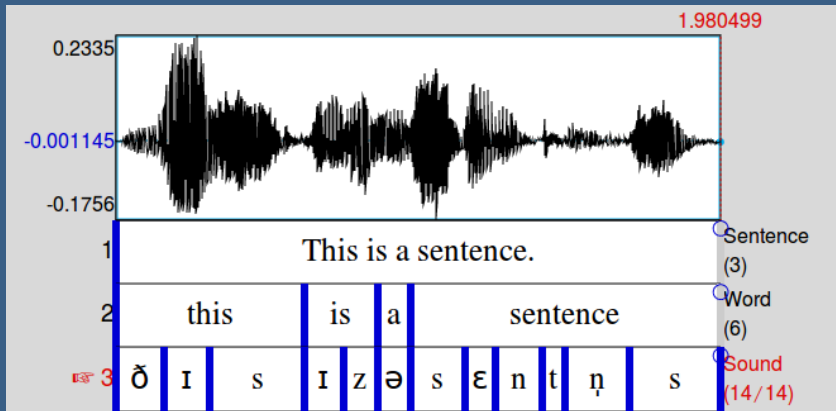 1.980499
0.2335
-0.001145
-0.1756
1 This is a sentence. Sentence
(3)
2 this is a sentence Word
(6)
☞ 3 ð ɪ s ɪ z ə s ɛ n t n̩ s Sound
(14/14)